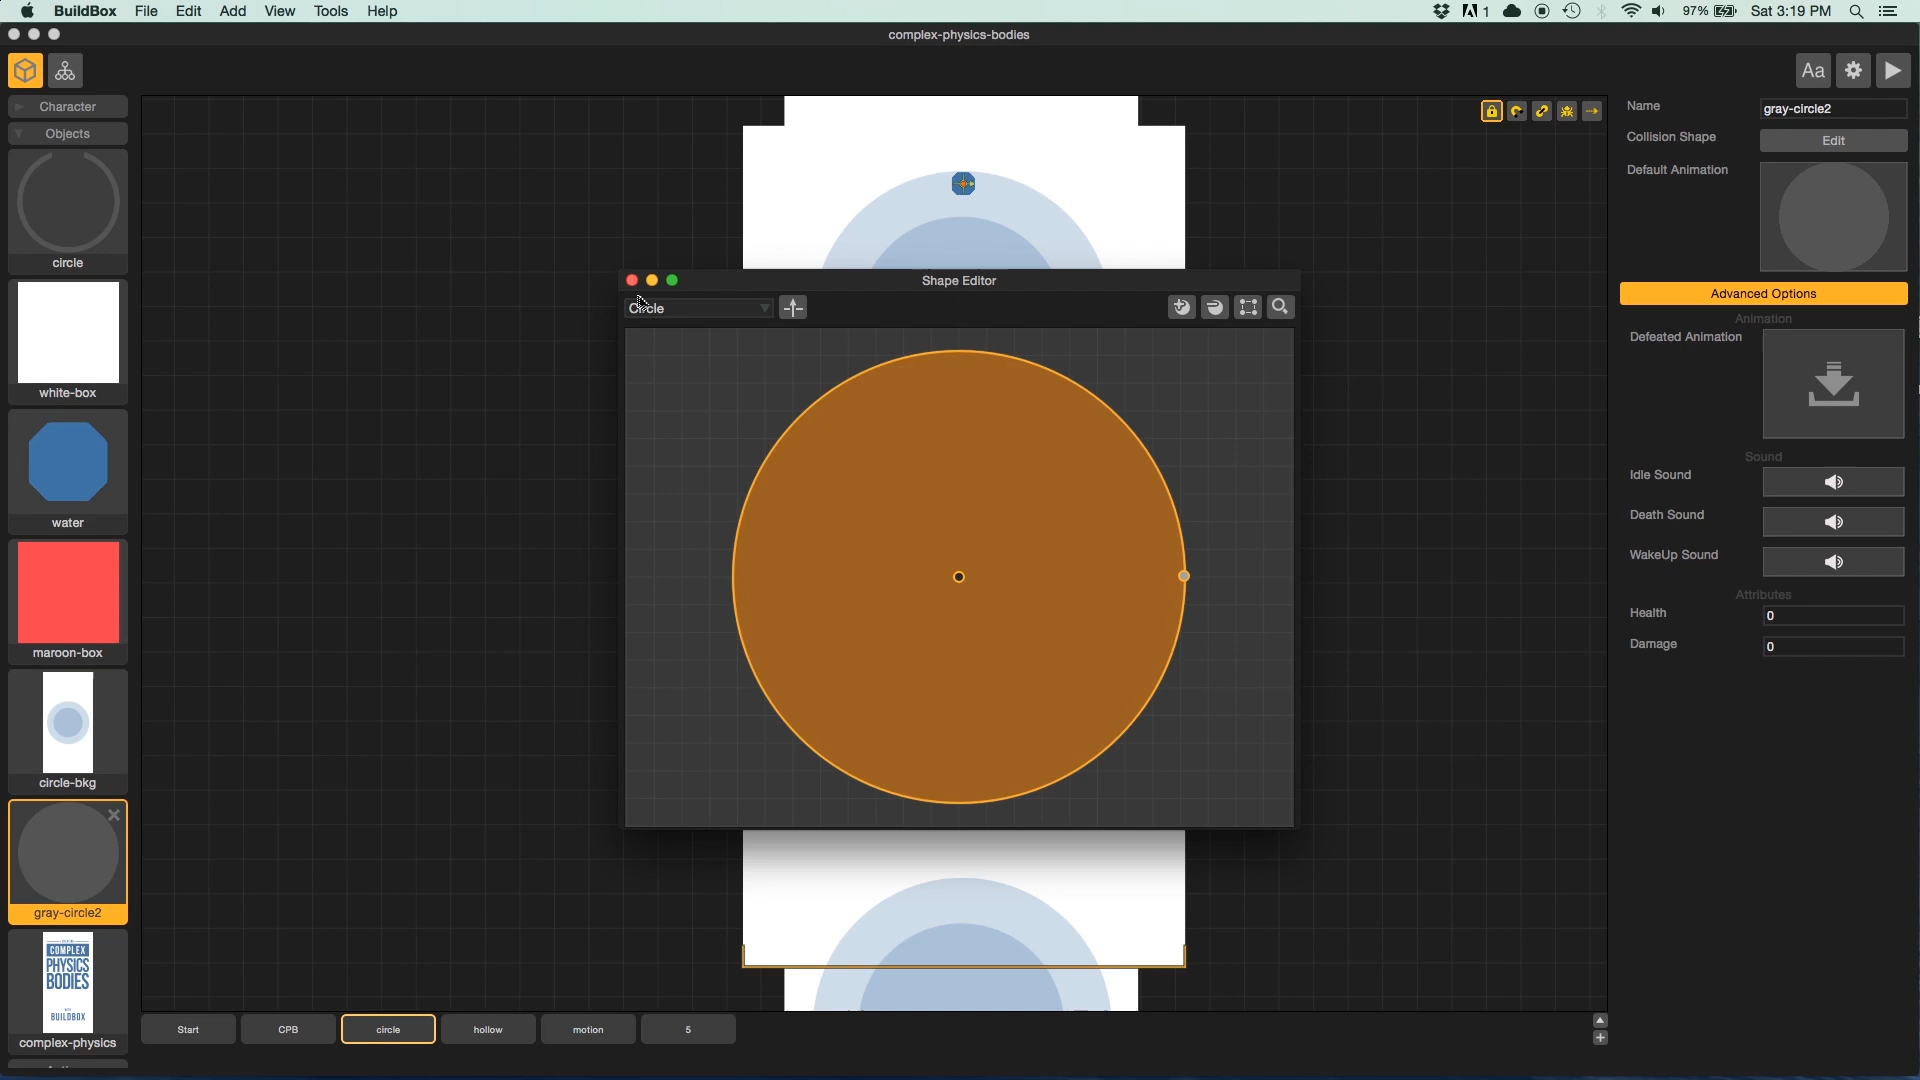 BuildBox File Edit Add View Tools Help
1 97% Sat 3:19 PM
complex-physics-bodies
Aa
Character
Objects
circle
white-box
water
maroon-box
circle-bkg
gray-circle2
COMPLEX
PHYSICS
BODIES
BUILDBOX
complex-physics
Shape Editor
Circle
Start CPB circle hollow motion 5
Name gray-circle2
Collision Shape Edit
Default Animation
Advanced Options
Animation
Defeated Animation
Sound
Idle Sound
Death Sound
WakeUp Sound
Attributes
Health 0
Damage 0